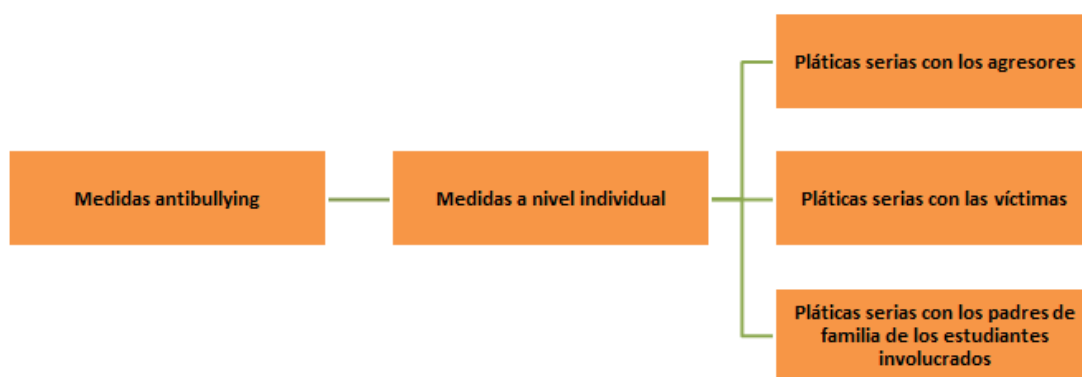 Medidas antibullying
Medidas a nivel individual
Pláticas serias con los agresores
Pláticas serias con las víctimas
Pláticas serias con los padres de
familia de los estudiantes
involucrados